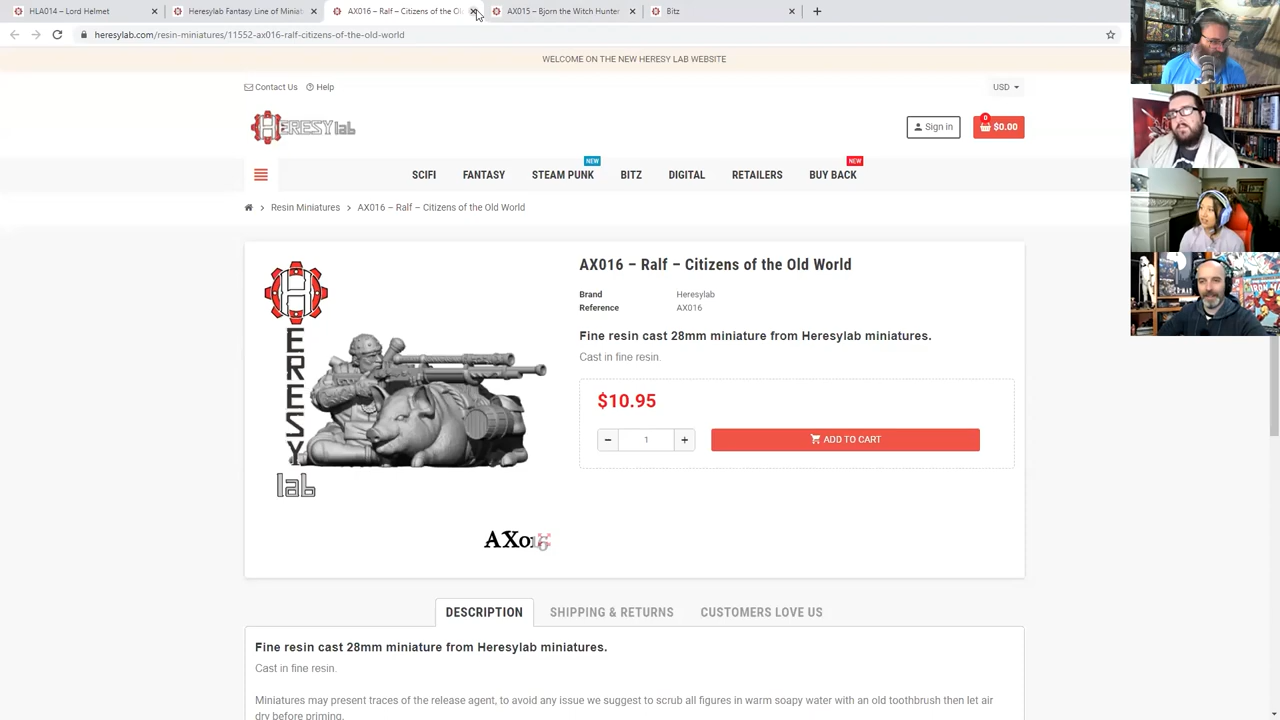 HLA014 – Lord Helmet
Heresylab Fantasy Line of Miniat
AX016 – Ralf – Citizens of the Ol
AX015 – Bjorn the Witch Hunter
Bitz
heresylab.com/resin-miniatures/11552-ax016-ralf-citizens-of-the-old-world
WELCOME ON THE NEW HERESY LAB WEBSITE
Contact Us
Help
USD
HERESYlab
Sign in
0
$0.00
NEW
NEW
SCIFI
FANTASY
STEAM PUNK
BITZ
DIGITAL
RETAILERS
BUY BACK
Resin Miniatures > AX016 – Ralf – Citizens of the Old World
AX016 – Ralf – Citizens of the Old World
Brand Heresylab
Reference AX016
Fine resin cast 28mm miniature from Heresylab miniatures.
Cast in fine resin.
$10.95
− 1 +
ADD TO CART
HERESY
lab
AX016
DESCRIPTION
SHIPPING & RETURNS
CUSTOMERS LOVE US
Fine resin cast 28mm miniature from Heresylab miniatures.
Cast in fine resin.
Miniatures may present traces of the release agent, to avoid any issue we suggest to scrub all figures in warm soapy water with an old toothbrush then let air
dry before priming.